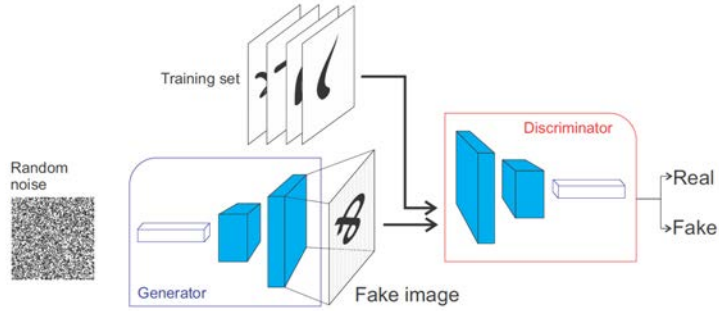 Training set
Discriminator
Random
noise
Real
Fake
Generator
Fake image